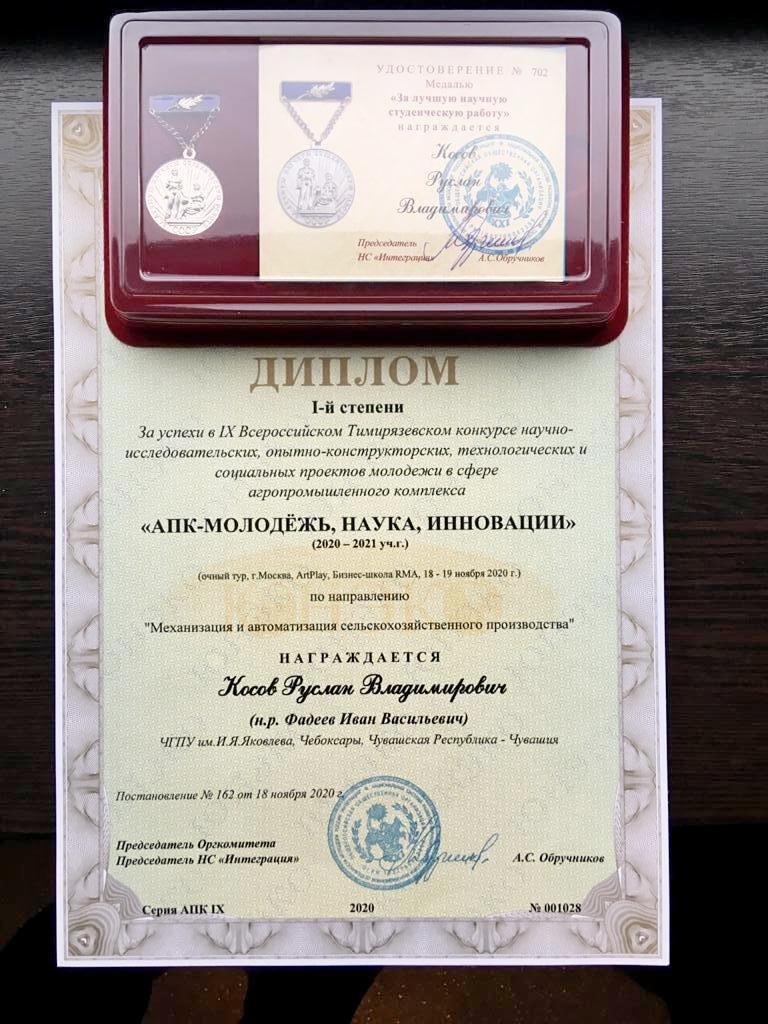 УДОСТОВЕРЕНИЕ № 702
Медалью
«За лучшую научную
студенческую работу»
награждается
Косов
Руслан
Владимирович
Председатель
НС «Интеграция»
А.С.Обручников
ДИПЛОМ
I-й степени
За успехи в IX Всероссийском Тимирязевском конкурсе научно-
исследовательских, опытно-конструкторских, технологических и
социальных проектов молодежи в сфере
агропромышленного комплекса
«АПК-МОЛОДЁЖЬ, НАУКА, ИННОВАЦИИ»
(2020 – 2021 уч.г.)
(очный тур, г.Москва, ArtPlay, Бизнес-школа RMA, 18 - 19 ноября 2020 г.)
по направлению
"Механизация и автоматизация сельскохозяйственного производства"
НАГРАЖДАЕТСЯ
Косов Руслан Владимирович
(н.р. Фадеев Иван Васильевич)
ЧГПУ им.И.Я.Яковлева, Чебоксары, Чувашская Республика - Чувашия
Постановление № 162 от 18 ноября 2020 г.
Председатель Оргкомитета
Председатель НС «Интеграция»
А.С. Обручников
Серия АПК IX
2020
№ 001028